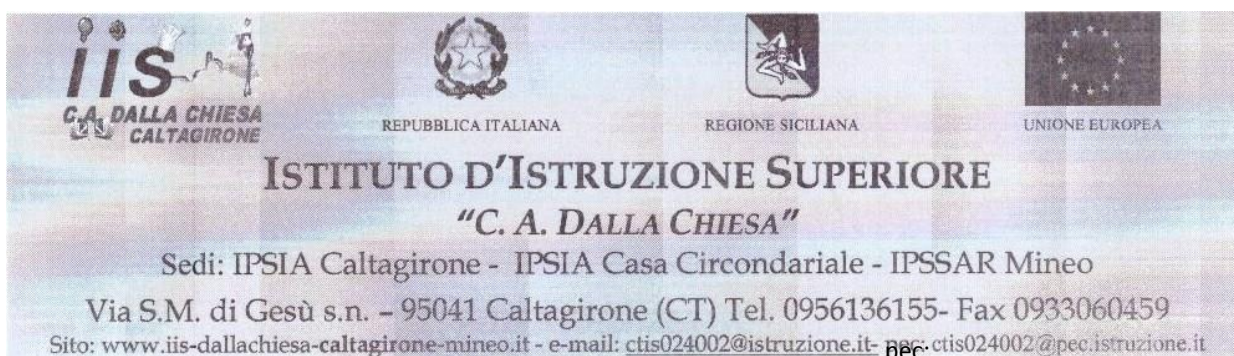 iis
C.A. DALLA CHIESA
CALTAGIRONE
REPUBBLICA ITALIANA
REGIONE SICILIANA
UNIONE EUROPEA
ISTITUTO D'ISTRUZIONE SUPERIORE
"C. A. DALLA CHIESA"
Sedi: IPSIA Caltagirone - IPSIA Casa Circondariale - IPSSAR Mineo
Via S.M. di Gesù s.n. – 95041 Caltagirone (CT) Tel. 0956136155- Fax 0933060459
Sito: www.iis-dallachiesa-caltagirone-mineo.it - e-mail: ctis024002@istruzione.it- pec: ctis024002@pec.istruzione.it